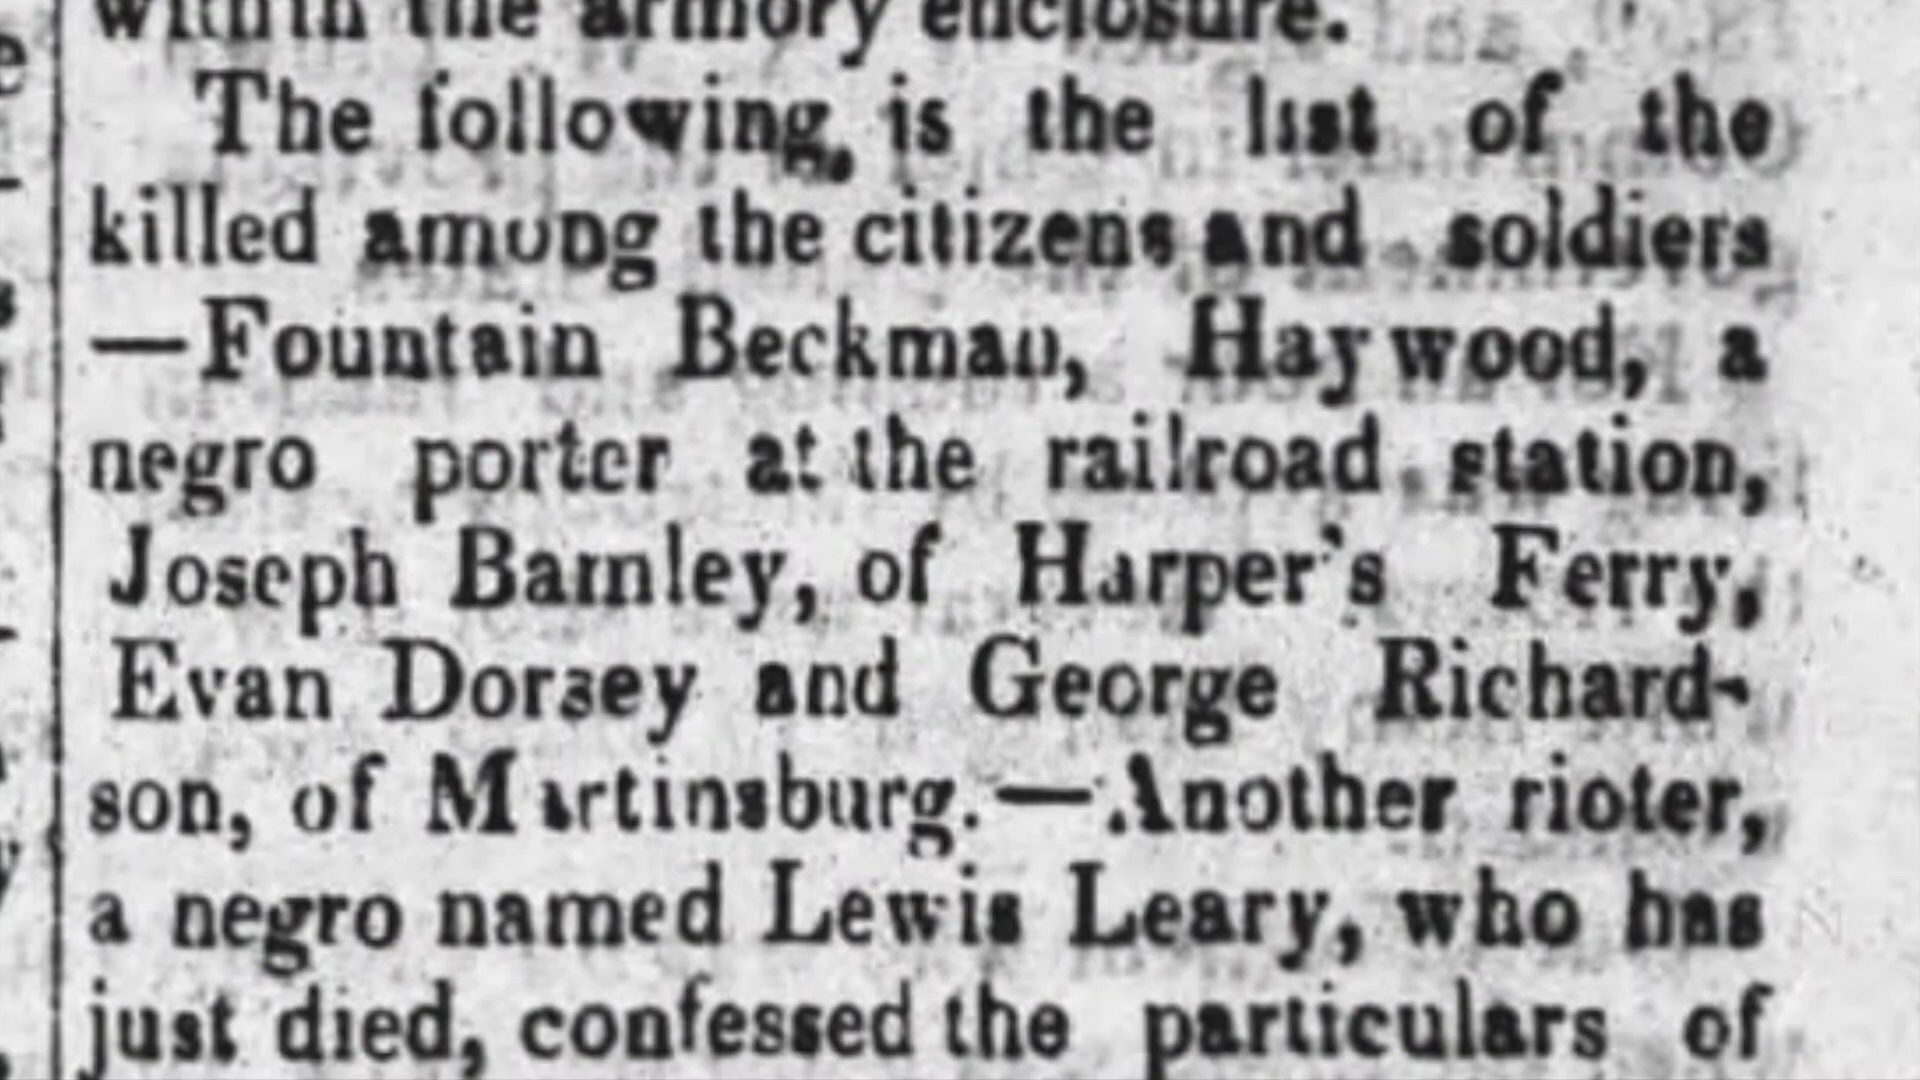 within the armory enclosure.
The following, is the list of the
killed among the citizens and soldiers
—Fountain Beckman, Haywood, a
negro porter at the railroad station,
Joseph Barnley, of Harper's Ferry,
Evan Dorsey and George Richard-
son, of Martinsburg.—Another rioter,
a negro named Lewis Leary, who has
just died, confessed the particulars of